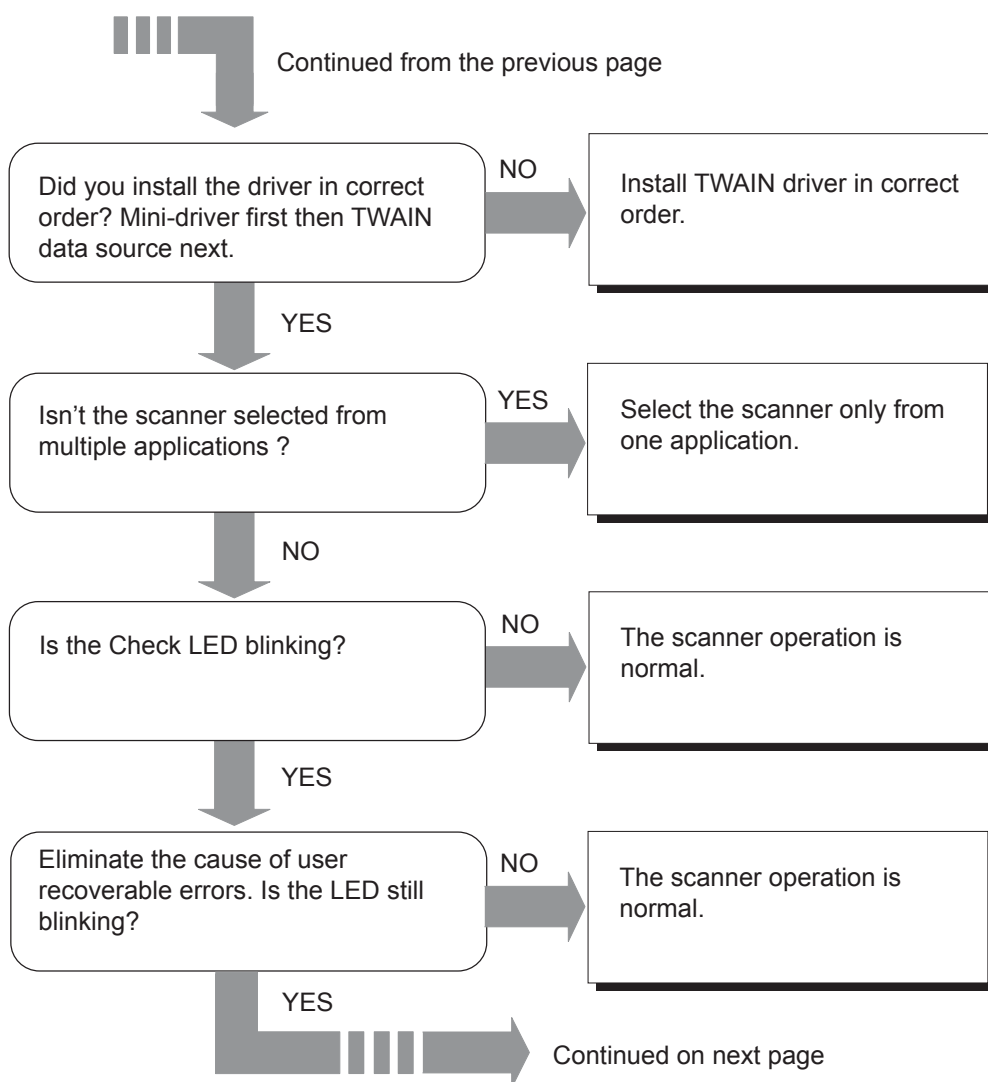 Continued from the previous page
Did you install the driver in correct
order? Mini-driver first then TWAIN
data source next.
NO
Install TWAIN driver in correct
order.
YES
Isn’t the scanner selected from
multiple applications ?
YES
Select the scanner only from
one application.
NO
Is the Check LED blinking?
NO
The scanner operation is
normal.
YES
Eliminate the cause of user
recoverable errors. Is the LED still
blinking?
NO
The scanner operation is
normal.
YES
Continued on next page